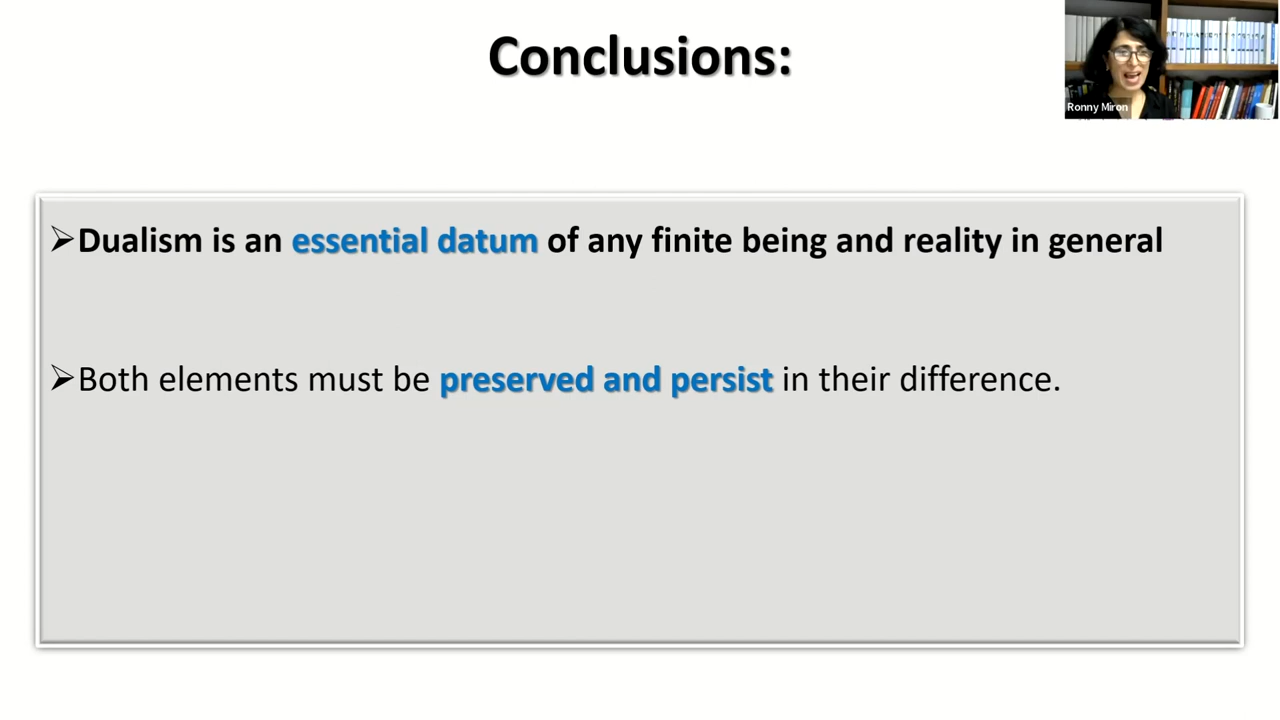 Conclusions:
Ronny Miron
➢Dualism is an essential datum of any finite being and reality in general
➢Both elements must be preserved and persist in their difference.